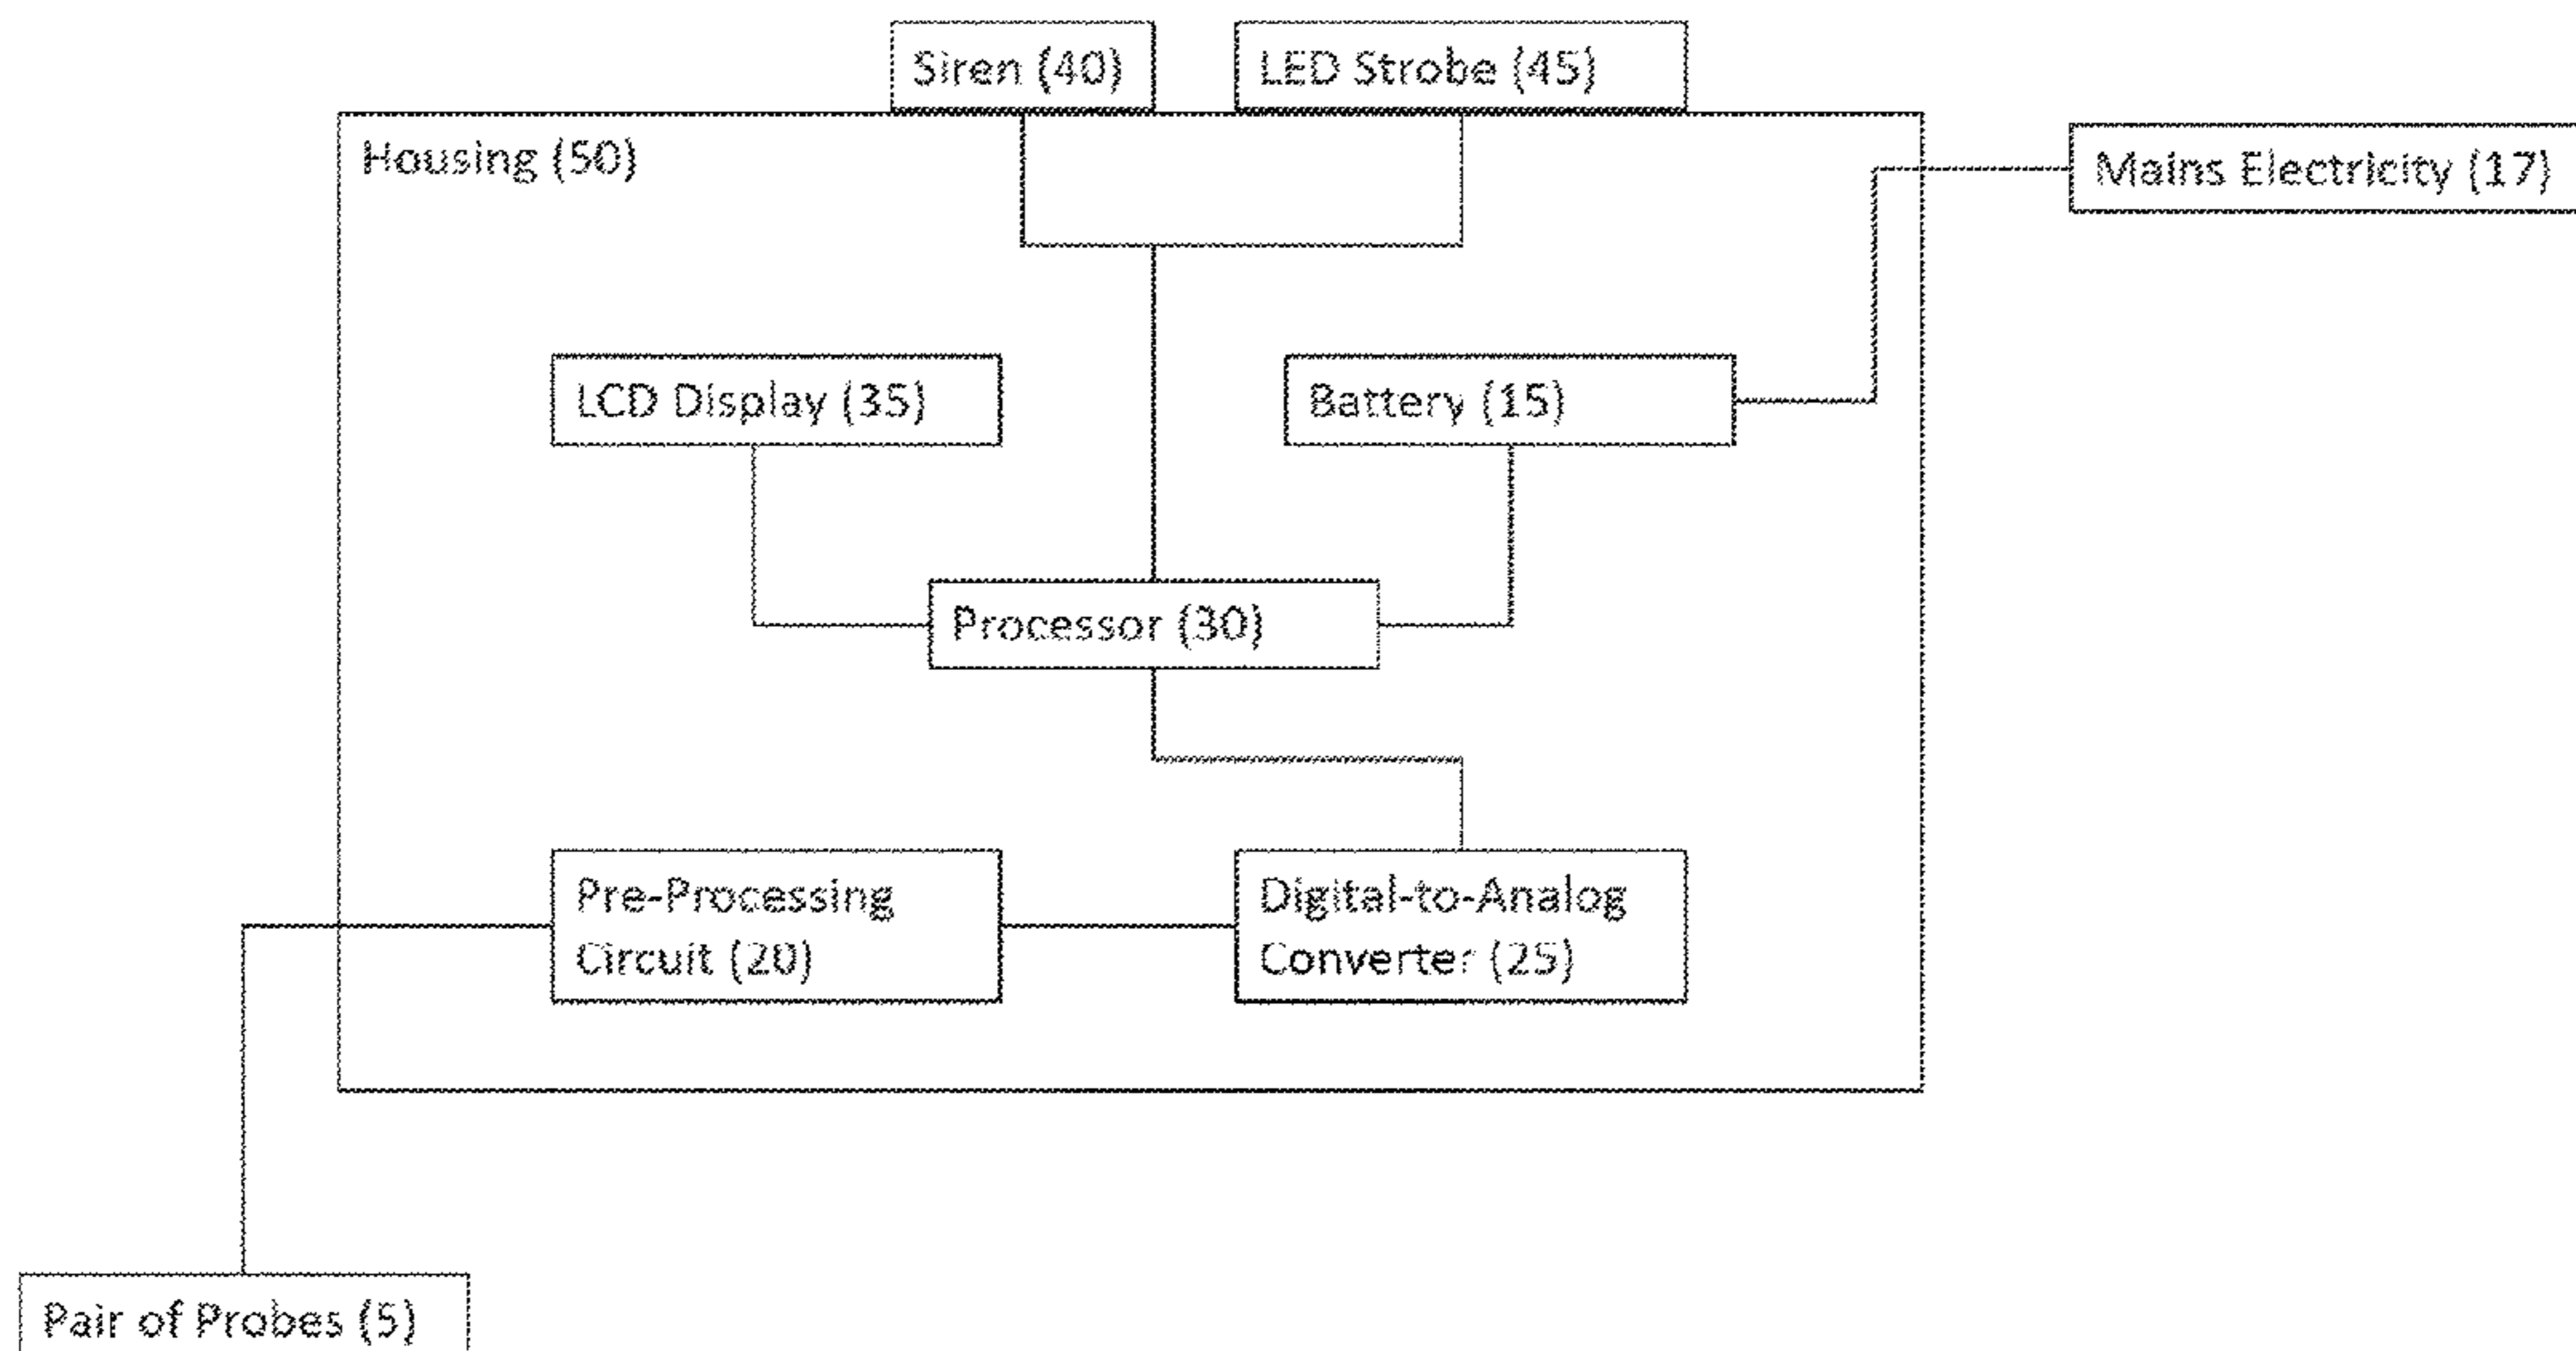 Siren (40)
LED Strobe (45)
Housing (50)
Mains Electricity (17)
LCD Display (35)
Battery (15)
Processor (30)
Pre-Processing
Circuit (20)
Digital-to-Analog
Converter (25)
Pair of Probes (5)